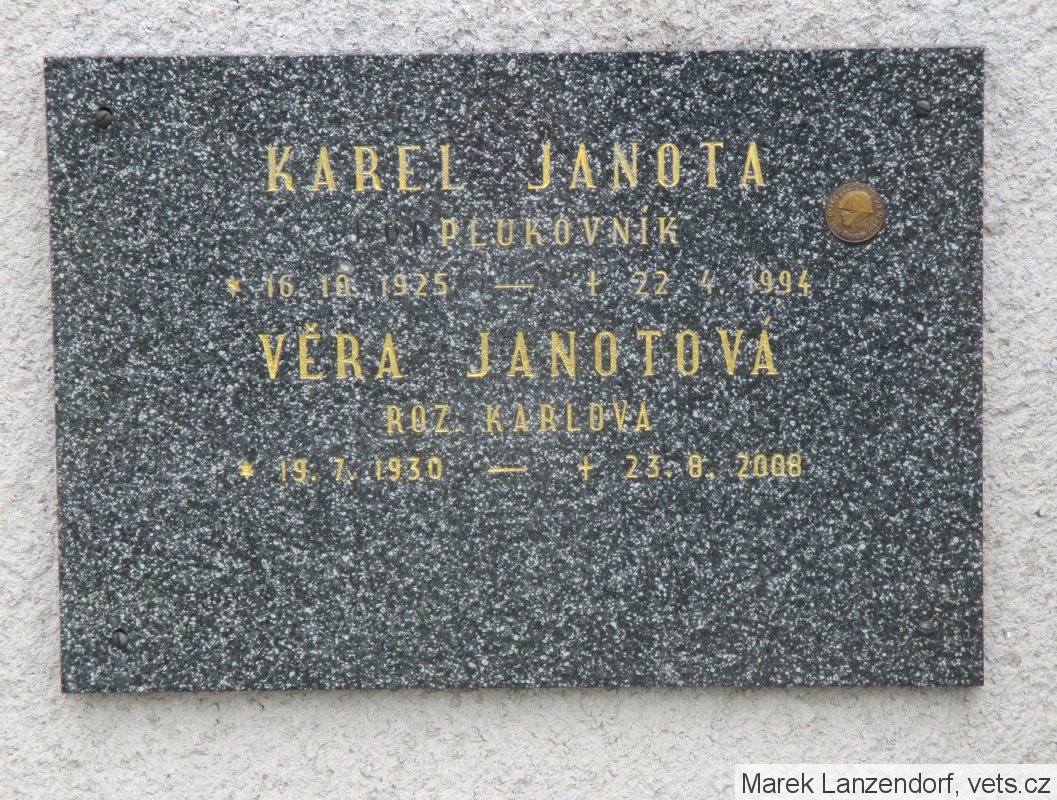 KAREL JANOTA
PODPLUKOVNÍK
* 16. 10. 1925 — † 22. 4. 1994
VĚRA JANOTOVÁ
ROZ. KARLOVÁ
* 19. 7. 1930 — † 23. 8. 2008
Marek Lanzendorf, vets.cz